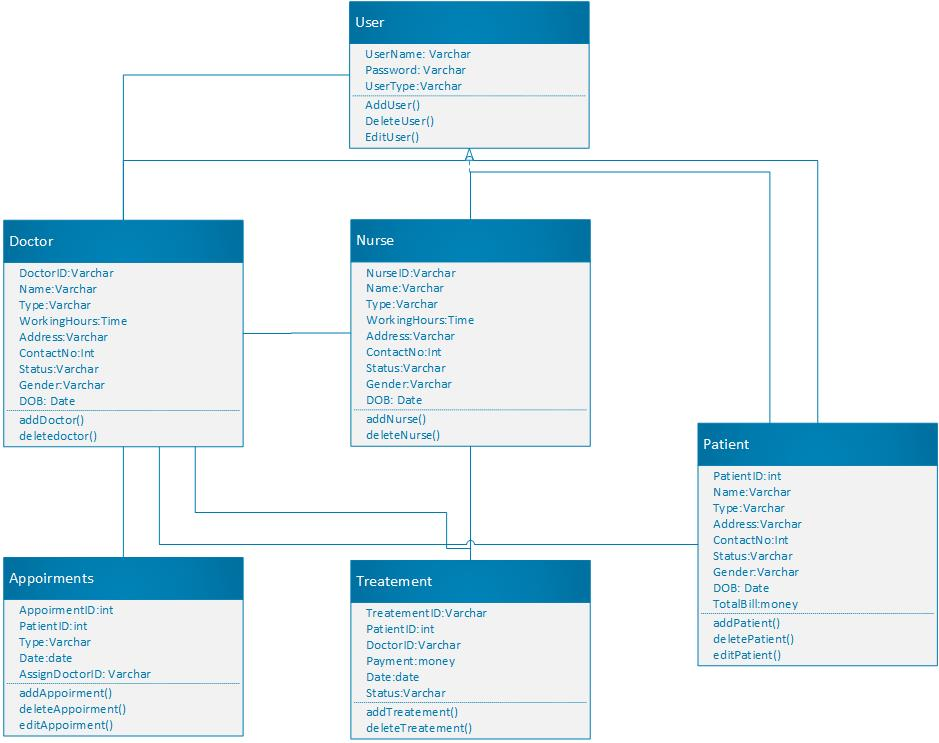 User
UserName: Varchar
Password: Varchar
UserType:Varchar
AddUser()
DeleteUser()
EditUser()
Doctor
DoctorID:Varchar
Name:Varchar
Type:Varchar
WorkingHours:Time
Address:Varchar
ContactNo:Int
Status:Varchar
Gender:Varchar
DOB: Date
addDoctor()
deletedoctor()
Nurse
NurseID:Varchar
Name:Varchar
Type:Varchar
WorkingHours:Time
Address:Varchar
ContactNo:Int
Status:Varchar
Gender:Varchar
DOB: Date
addNurse()
deleteNurse()
Patient
PatientID:int
Name:Varchar
Type:Varchar
Address:Varchar
ContactNo:Int
Status:Varchar
Gender:Varchar
DOB: Date
TotalBill:money
addPatient()
deletePatient()
editPatient()
Appoirments
AppoirmentID:int
PatientID:int
Type:Varchar
Date:date
AssignDoctorID: Varchar
addAppoirment()
deleteAppoirment()
editAppoirment()
Treatement
TreatementID:Varchar
PatientID:int
DoctorID:Varchar
Payment:money
Date:date
Status:Varchar
addTreatement()
deleteTreatement()